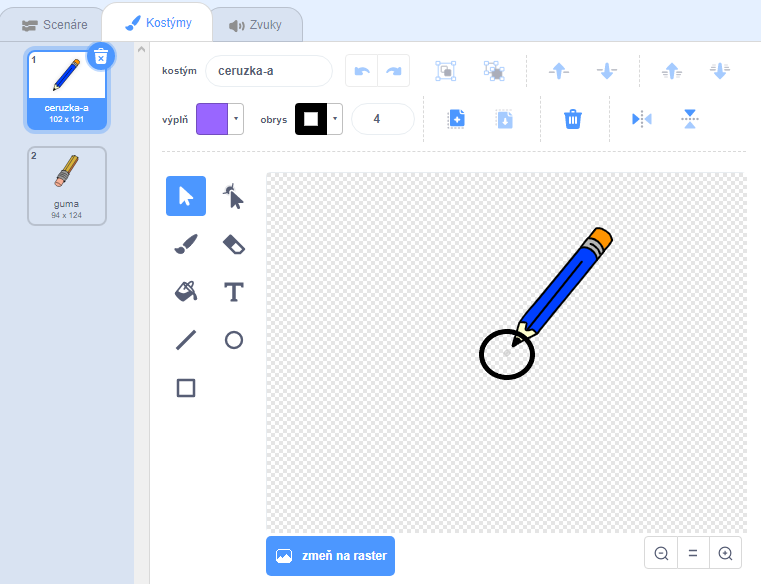 Scenáre
Kostýmy
Zvuky
1
ceruzka-a
102 x 121
2
guma
94 x 124
kostým
ceruzka-a
výplň
obrys
4
zmeň na raster